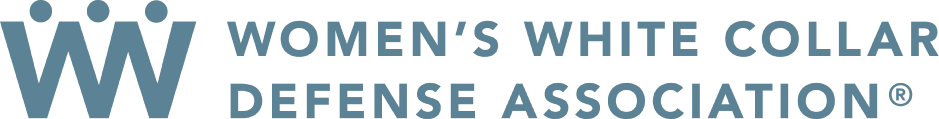 WOMEN‘S WHITE COLLAR
DEFENSE ASSOCIATION®